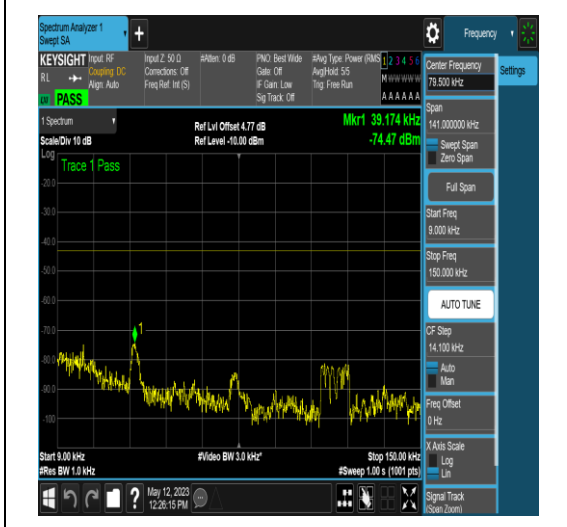 Spectrum Analyzer 1
Swept SA
+
Frequency
KEYSIGHT
RL
PASS
Input: RF
Coupling: DC
Align: Auto
Input Z: 50 Ω
Corrections: Off
Freq Ref: Int (S)
#Atten: 0 dB
PNO: Best Wide
Gate: Off
IF Gain: Low
Sig Track: Off
#Avg Type: Power (RMS
Avg|Hold: 5/5
Trig: Free Run
1 2 3 4 5 6
M W W W W W
A A A A A A
1 Spectrum
Scale/Div 10 dB
Ref Lvl Offset 4.77 dB
Ref Level -10.00 dBm
Mkr1 39.174 kHz
-74.47 dBm
Log
Trace 1 Pass
-20.0
-30.0
-40.0
-50.0
-60.0
-70.0
-80.0
-90.0
-100
1
Start 9.00 kHz
#Res BW 1.0 kHz
#Video BW 3.0 kHz*
Stop 150.00 kHz
#Sweep 1.00 s (1001 pts)
?
May 12, 2023
12:26:15 PM
Center Frequency
79.500 kHz
Settings
Span
141.000000 kHz
Swept Span
Zero Span
Full Span
Start Freq
9.000 kHz
Stop Freq
150.000 kHz
AUTO TUNE
CF Step
14.100 kHz
Auto
Man
Freq Offset
0 Hz
X Axis Scale
Log
Lin
Signal Track
(Span Zoom)